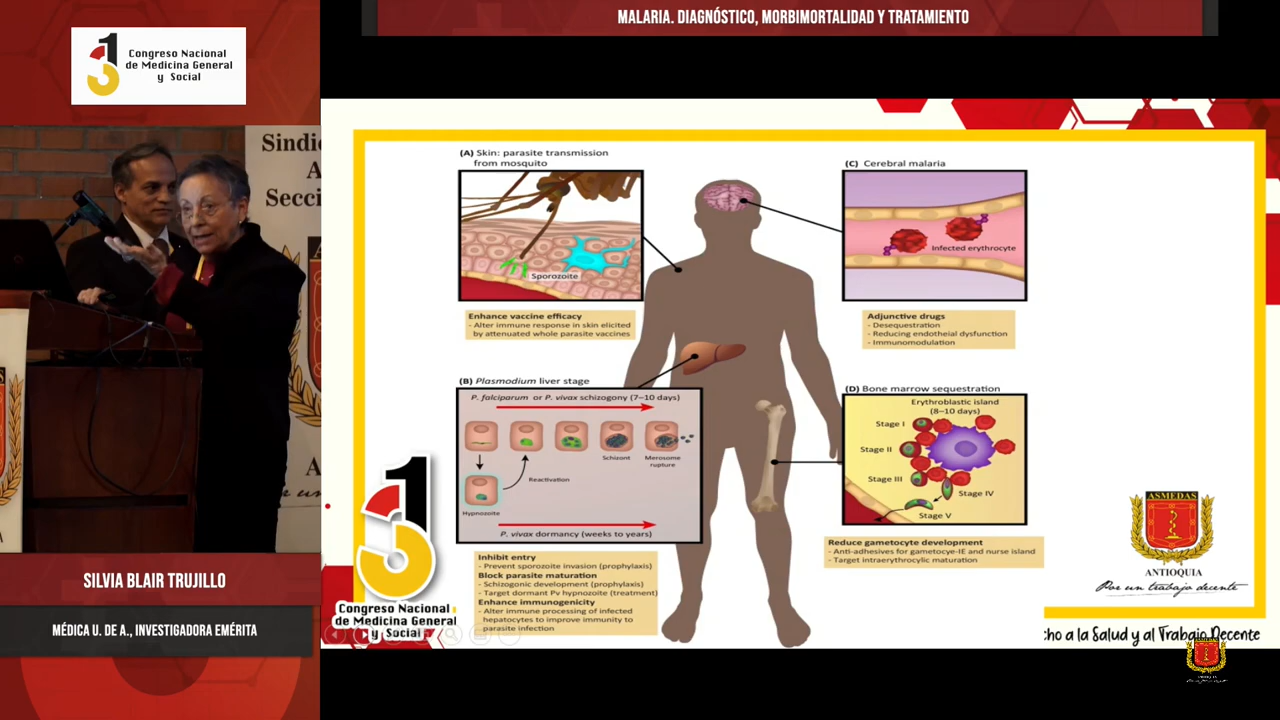 MALARIA. DIAGNÓSTICO, MORBIMORTALIDAD Y TRATAMIENTO
Congreso Nacional
de Medicina General
y Social
Sindi
A
Secci
(A) Skin: parasite transmission
from mosquito
Sporozoite
Enhance vaccine efficacy
- Alter immune response in skin elicited
by attenuated whole parasite vaccines
(C) Cerebral malaria
Infected erythrocyte
Adjunctive drugs
- Desequestration
- Reducing endotheial dysfunction
- Immunomodulation
(B) Plasmodium liver stage
P. falciparum or P. vivax schizogony (7–10 days)
Schizont
Merosome
rupture
Reactivation
Hypnozoite
P. vivax dormancy (weeks to years)
Inhibit entry
- Prevent sporozoite invasion (prophylaxis)
Block parasite maturation
- Schizogonic development (prophylaxis)
- Target dormant Pv hypnozoite (treatment)
Enhance immunogenicity
- Alter immune processing of infected
hepatocytes to improve immunity to
parasite infection
(D) Bone marrow sequestration
Erythroblastic island
(8–10 days)
Stage I
Stage II
Stage III
Stage IV
Stage V
Reduce gametocyte development
- Anti-adhesives for gametocye-IE and nurse island
- Target intraerythrocylic maturation
ASMEDAS
ANTIOQUIA
Por un trabajo decente
Congreso Nacional
de Medicina General
y Social
cho a la Salud y al Trabajo Decente
SILVIA BLAIR TRUJILLO
MÉDICA U. DE A., INVESTIGADORA EMÉRITA